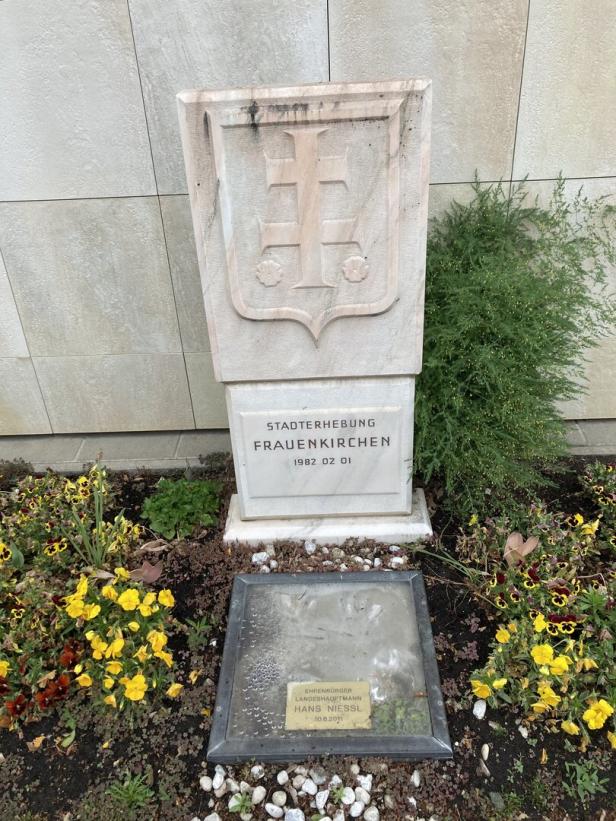 STADTERHEBUNG
FRAUENKIRCHEN
1982 02 01
EHRENBÜRGER
LANDESHAUPTMANN
HANS NIESSL
10.6.2011